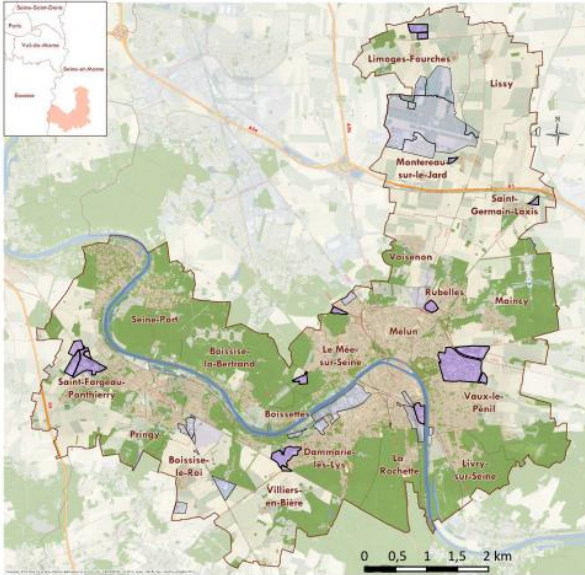 Seine-Saint-Denis
Paris
Val-de-Marne
Seine-et-Marne
Essonne
Limoges-Fourches
Lissy
N
Montereau-
sur-le-Jard
Saint-
Germain-Laxis
Voisenon
Rubelles
Maincy
Seine-Port
Melun
Boissise-
la-Bertrand
Le Mée-
sur-Seine
Saint-Fargeau-
Ponthierry
Vaux-le-
Pénil
Boissettes
Pringy
Dammarie-
lès-Lys
La
Rochette
Boissise-
le-Roi
Livry-
sur-Seine
Villiers-
en-Bière
0 0,5 1 1,5 2 km